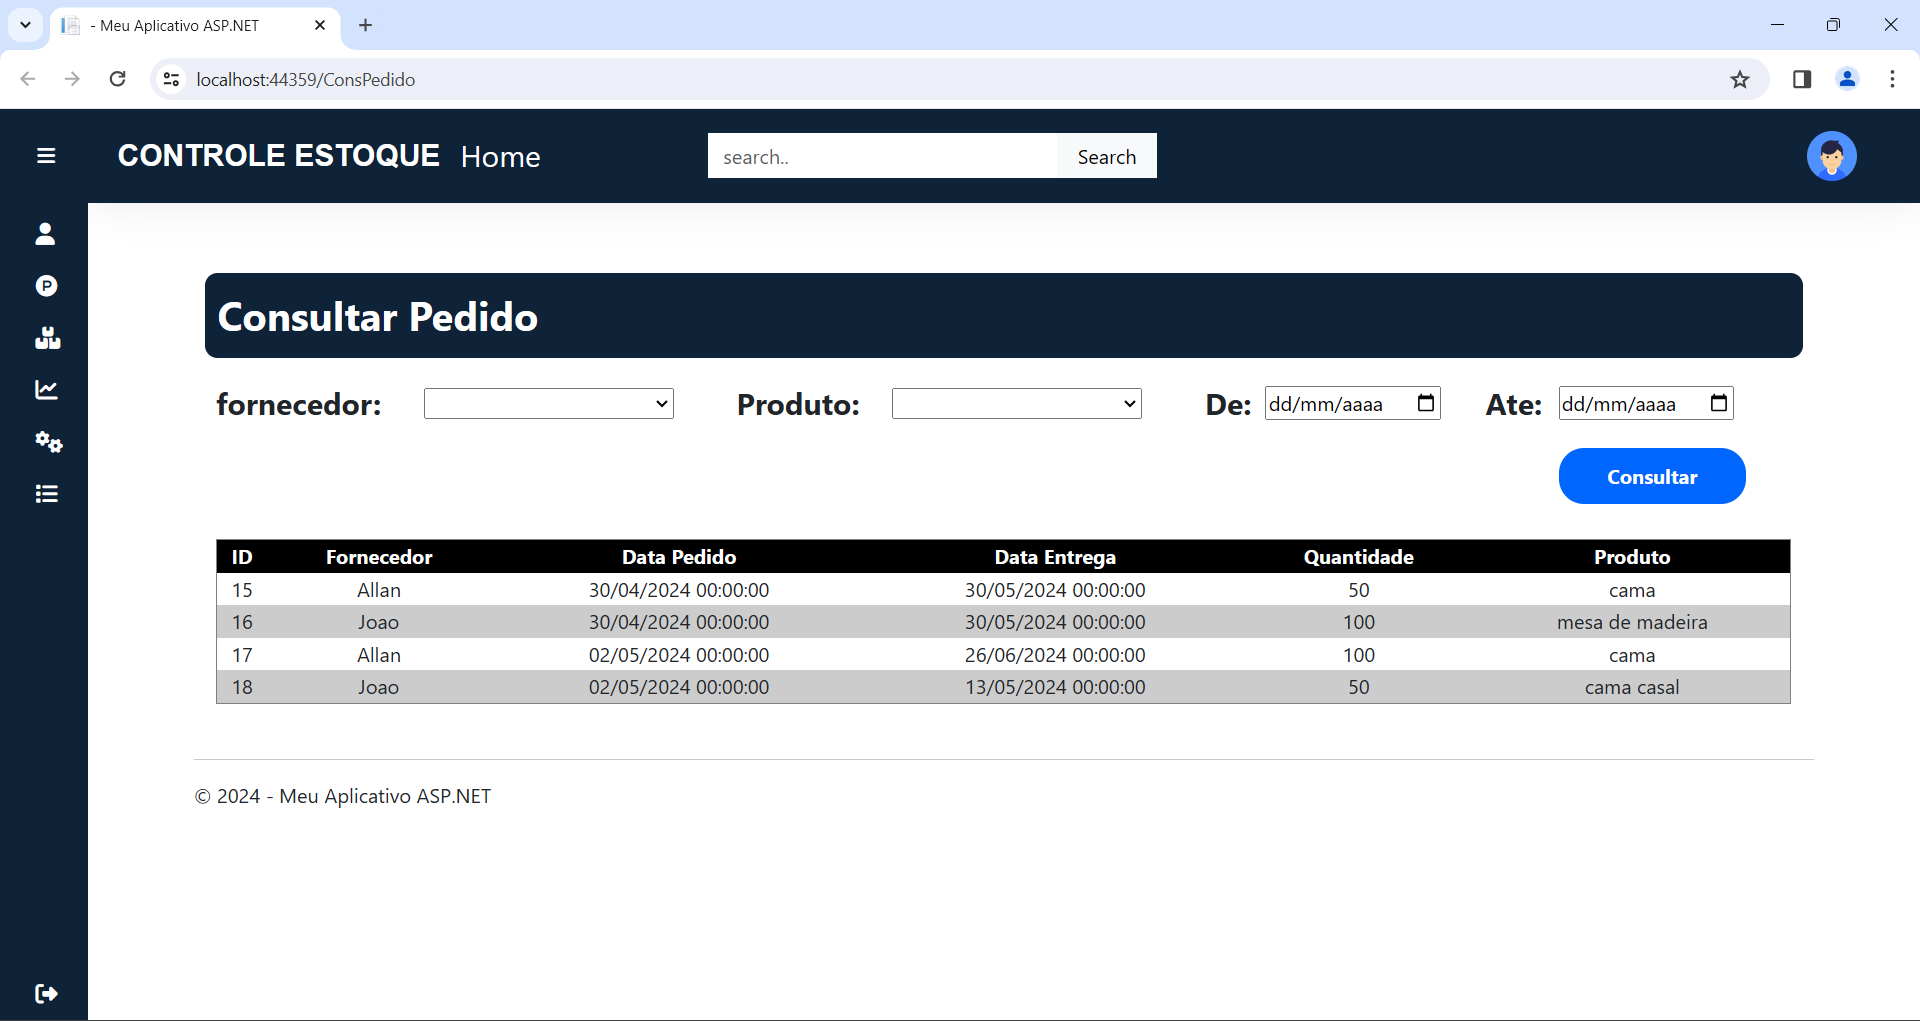 - Meu Aplicativo ASP.NET
localhost:44359/ConsPedido
CONTROLE ESTOQUE Home search.. Search
P
Consultar Pedido
fornecedor: Produto: De: dd/mm/aaaa Ate: dd/mm/aaaa
Consultar
ID Fornecedor Data Pedido Data Entrega Quantidade Produto
15 Allan 30/04/2024 00:00:00 30/05/2024 00:00:00 50 cama
16 Joao 30/04/2024 00:00:00 30/05/2024 00:00:00 100 mesa de madeira
17 Allan 02/05/2024 00:00:00 26/06/2024 00:00:00 100 cama
18 Joao 02/05/2024 00:00:00 13/05/2024 00:00:00 50 cama casal
© 2024 - Meu Aplicativo ASP.NET